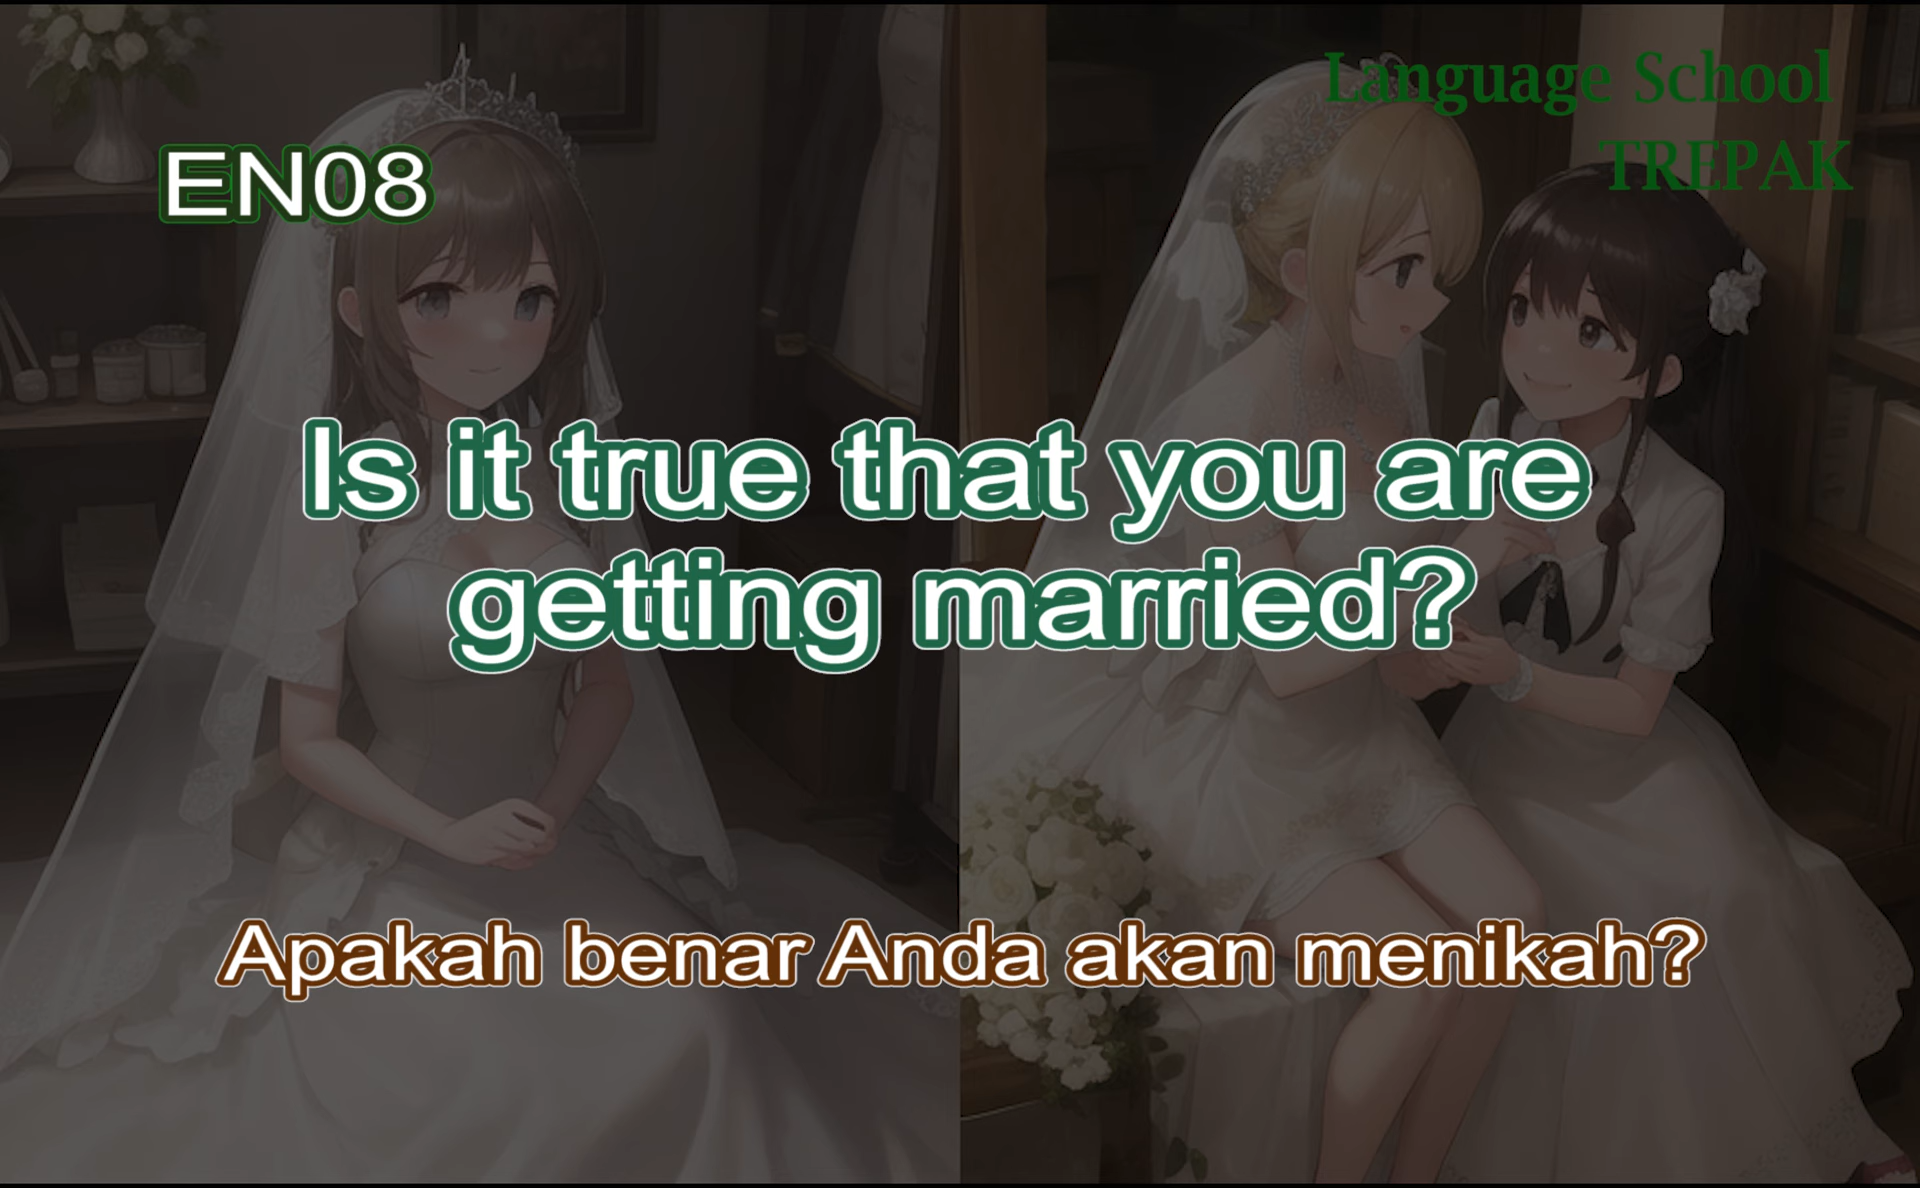 Language School
TREPAK
EN08
Is it true that you are
getting married?
Apakah benar Anda akan menikah?